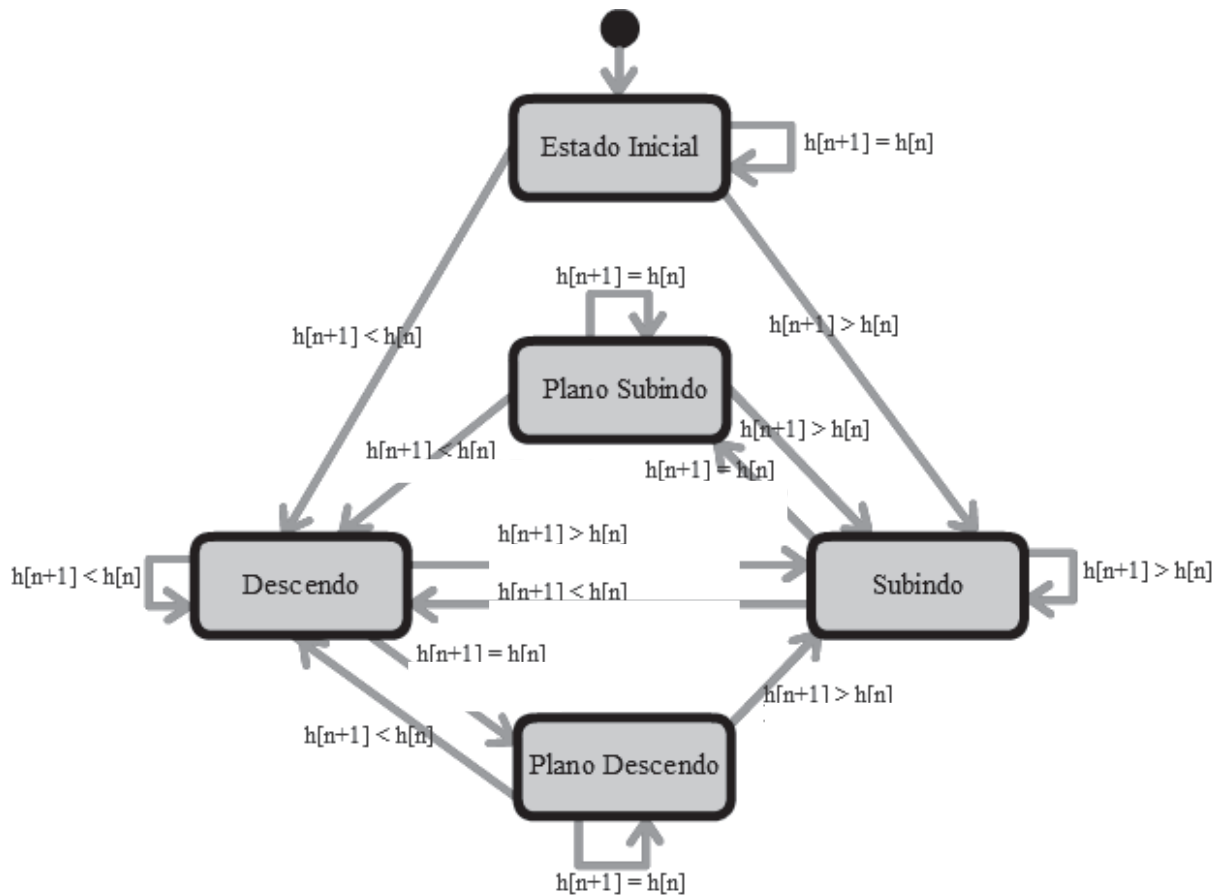 Estado Inicial
h[n+1] = h[n]
h[n+1] = h[n]
h[n+1] < h[n]
h[n+1] > h[n]
Plano Subindo
h[n+1] > h[n]
h[n+1] < h[n]
h[n+1] = h[n]
h[n+1] > h[n]
h[n+1] < h[n]
Descendo
h[n+1] < h[n]
Subindo
h[n+1] > h[n]
h[n+1] = h[n]
h[n+1] > h[n]
h[n+1] < h[n]
Plano Descendo
h[n+1] = h[n]